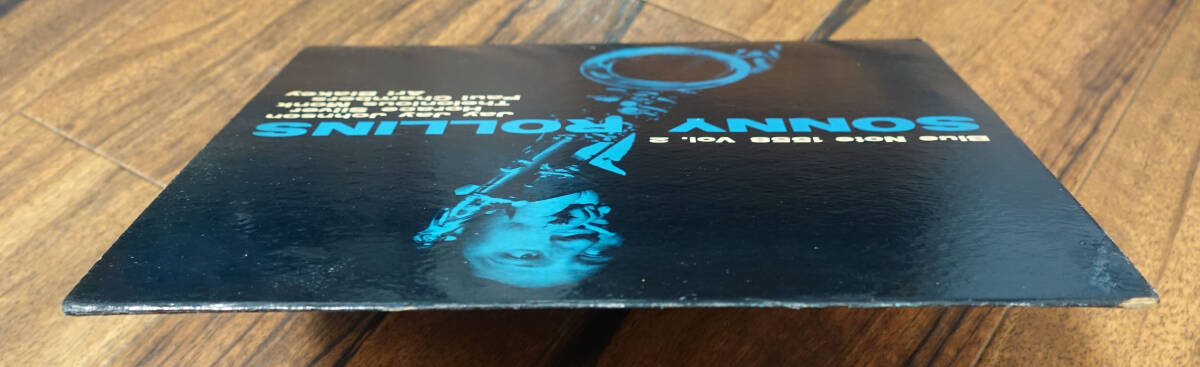 Blue Note 1558 Vol. 2
SONNY ROLLINS
Jay Jay Johnson
Horace Silver
Thelonious Monk
Paul Chambers
Art Blakey